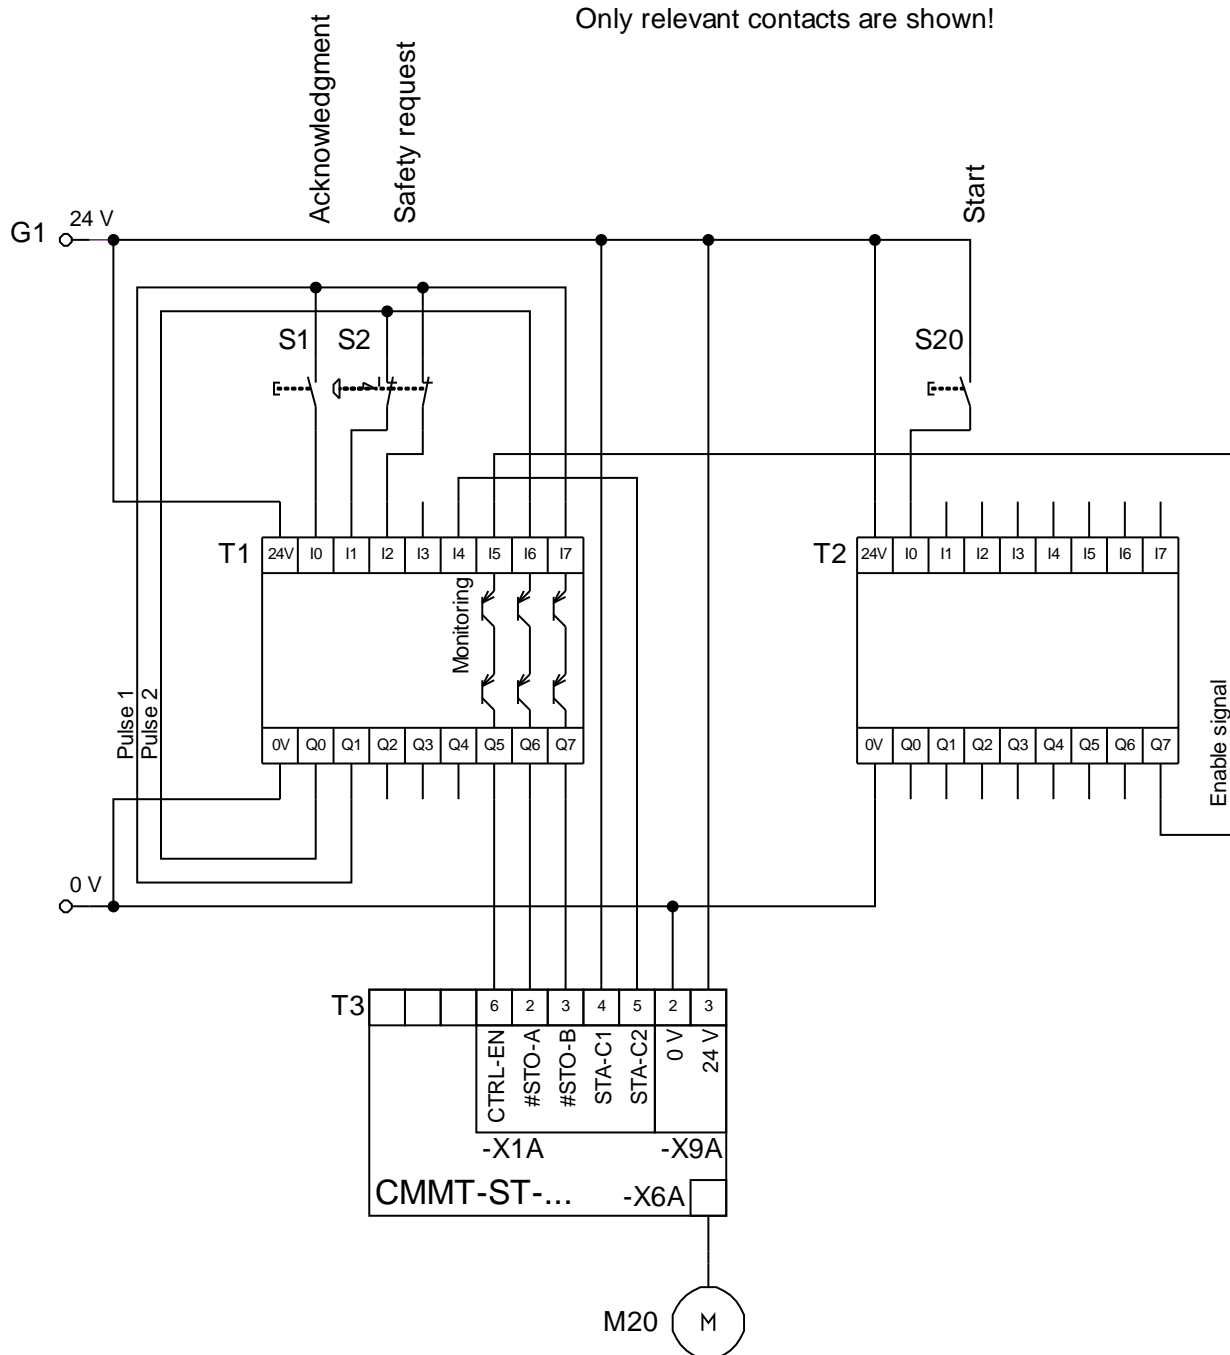 Only relevant contacts are shown!
Acknowledgment
Safety request
Start
G1
24 V
S1
S2
S20
T1
24V I0 I1 I2 I3 I4 I5 I6 I7
Monitoring
0V Q0 Q1 Q2 Q3 Q4 Q5 Q6 Q7
T2
24V I0 I1 I2 I3 I4 I5 I6 I7
0V Q0 Q1 Q2 Q3 Q4 Q5 Q6 Q7
Pulse 1
Pulse 2
Enable signal
0 V
T3
6 2 3 4 5 2 3
CTRL-EN
#STO-A
#STO-B
STA-C1
STA-C2
0 V
24 V
-X1A
-X9A
CMMT-ST-...
-X6A
M20
M